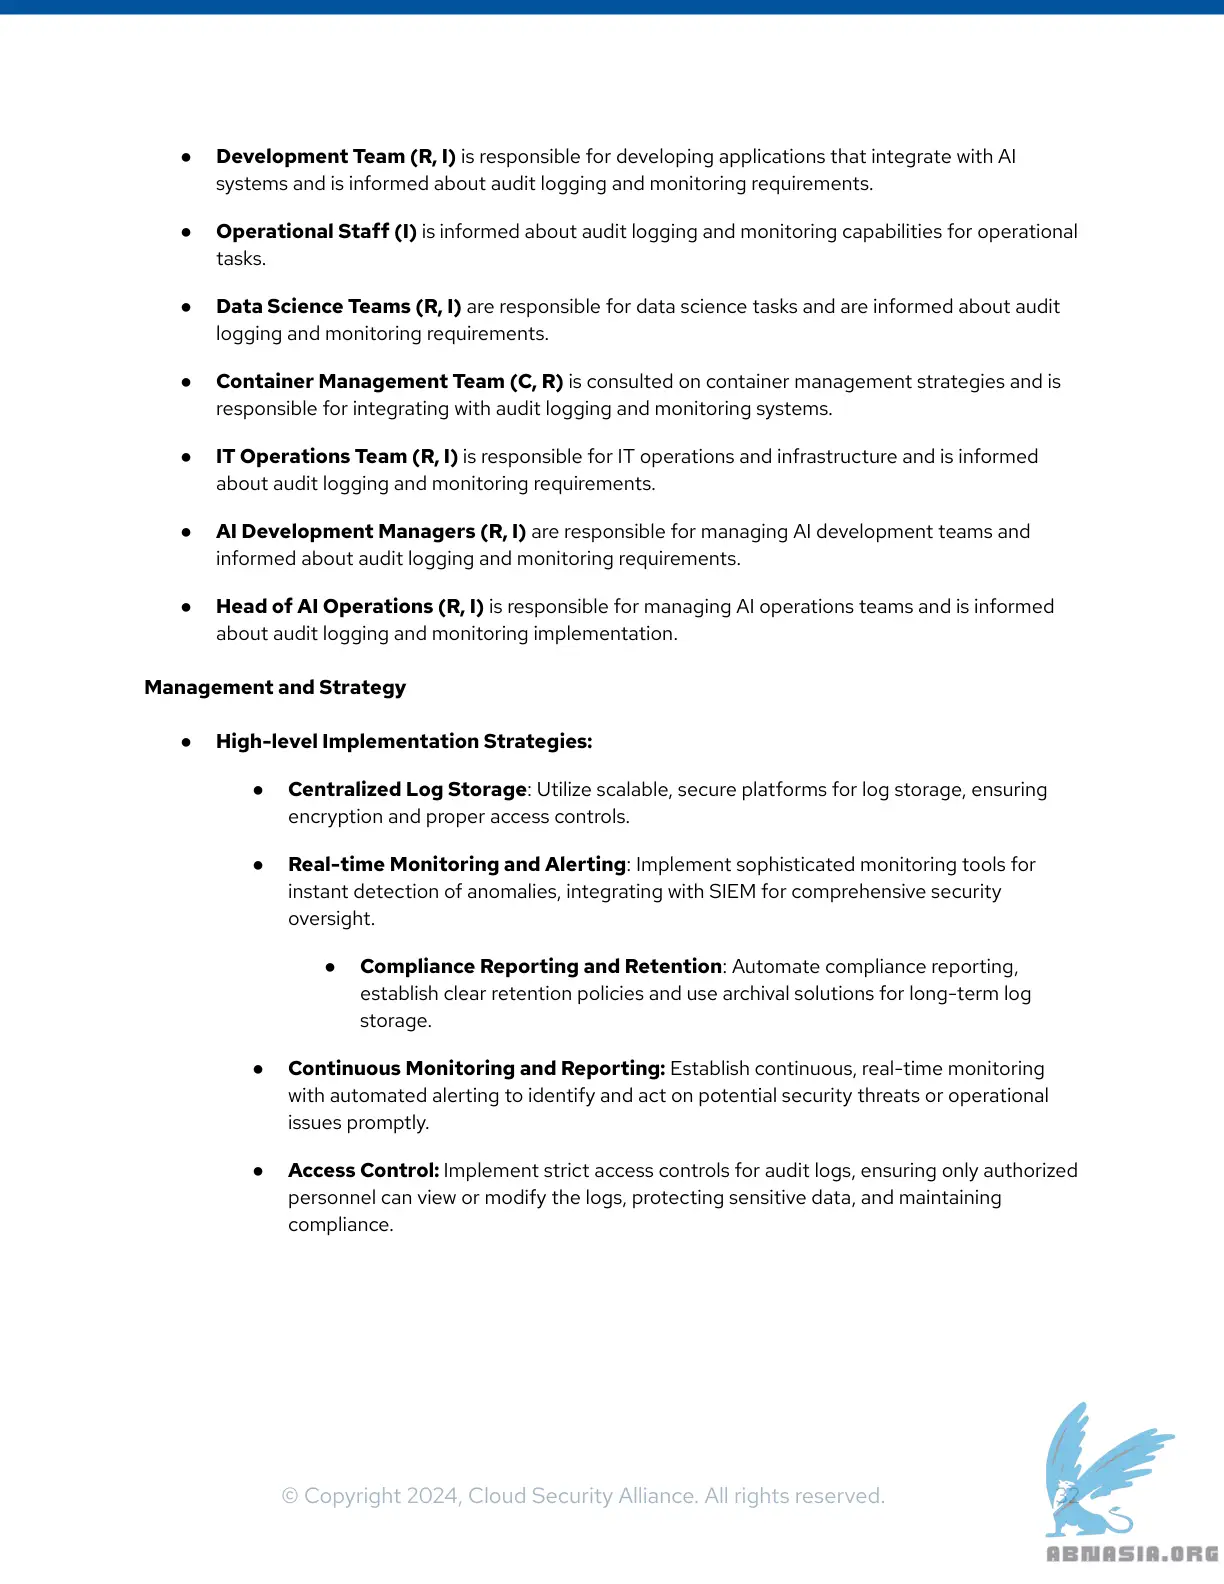 ● Development Team (R, I) is responsible for developing applications that integrate with AI
systems and is informed about audit logging and monitoring requirements.
● Operational Staff (I) is informed about audit logging and monitoring capabilities for operational
tasks.
● Data Science Teams (R, I) are responsible for data science tasks and are informed about audit
logging and monitoring requirements.
● Container Management Team (C, R) is consulted on container management strategies and is
responsible for integrating with audit logging and monitoring systems.
● IT Operations Team (R, I) is responsible for IT operations and infrastructure and is informed
about audit logging and monitoring requirements.
● AI Development Managers (R, I) are responsible for managing AI development teams and
informed about audit logging and monitoring requirements.
● Head of AI Operations (R, I) is responsible for managing AI operations teams and is informed
about audit logging and monitoring implementation.
Management and Strategy
● High-level Implementation Strategies:
● Centralized Log Storage: Utilize scalable, secure platforms for log storage, ensuring
encryption and proper access controls.
● Real-time Monitoring and Alerting: Implement sophisticated monitoring tools for
instant detection of anomalies, integrating with SIEM for comprehensive security
oversight.
● Compliance Reporting and Retention: Automate compliance reporting,
establish clear retention policies and use archival solutions for long-term log
storage.
● Continuous Monitoring and Reporting: Establish continuous, real-time monitoring
with automated alerting to identify and act on potential security threats or operational
issues promptly.
● Access Control: Implement strict access controls for audit logs, ensuring only authorized
personnel can view or modify the logs, protecting sensitive data, and maintaining
compliance.
© Copyright 2024, Cloud Security Alliance. All rights reserved.
32
ABNASIA.ORG